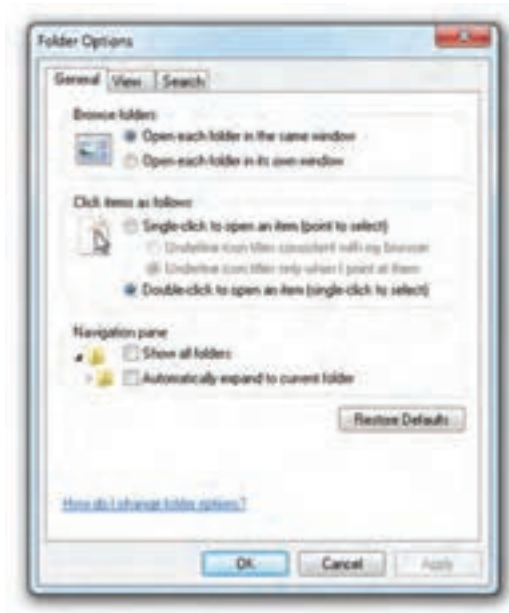 Folder Options
General View Search
Browse folders
Open each folder in the same window
Open each folder in its own window
Click items as follows
Single-click to open an item (point to select)
Underline icon titles consistent with my browser
Underline icon titles only when I point at them
Double-click to open an item (single-click to select)
Navigation pane
Show all folders
Automatically expand to current folder
Restore Defaults
How do I change folder options?
OK Cancel Apply